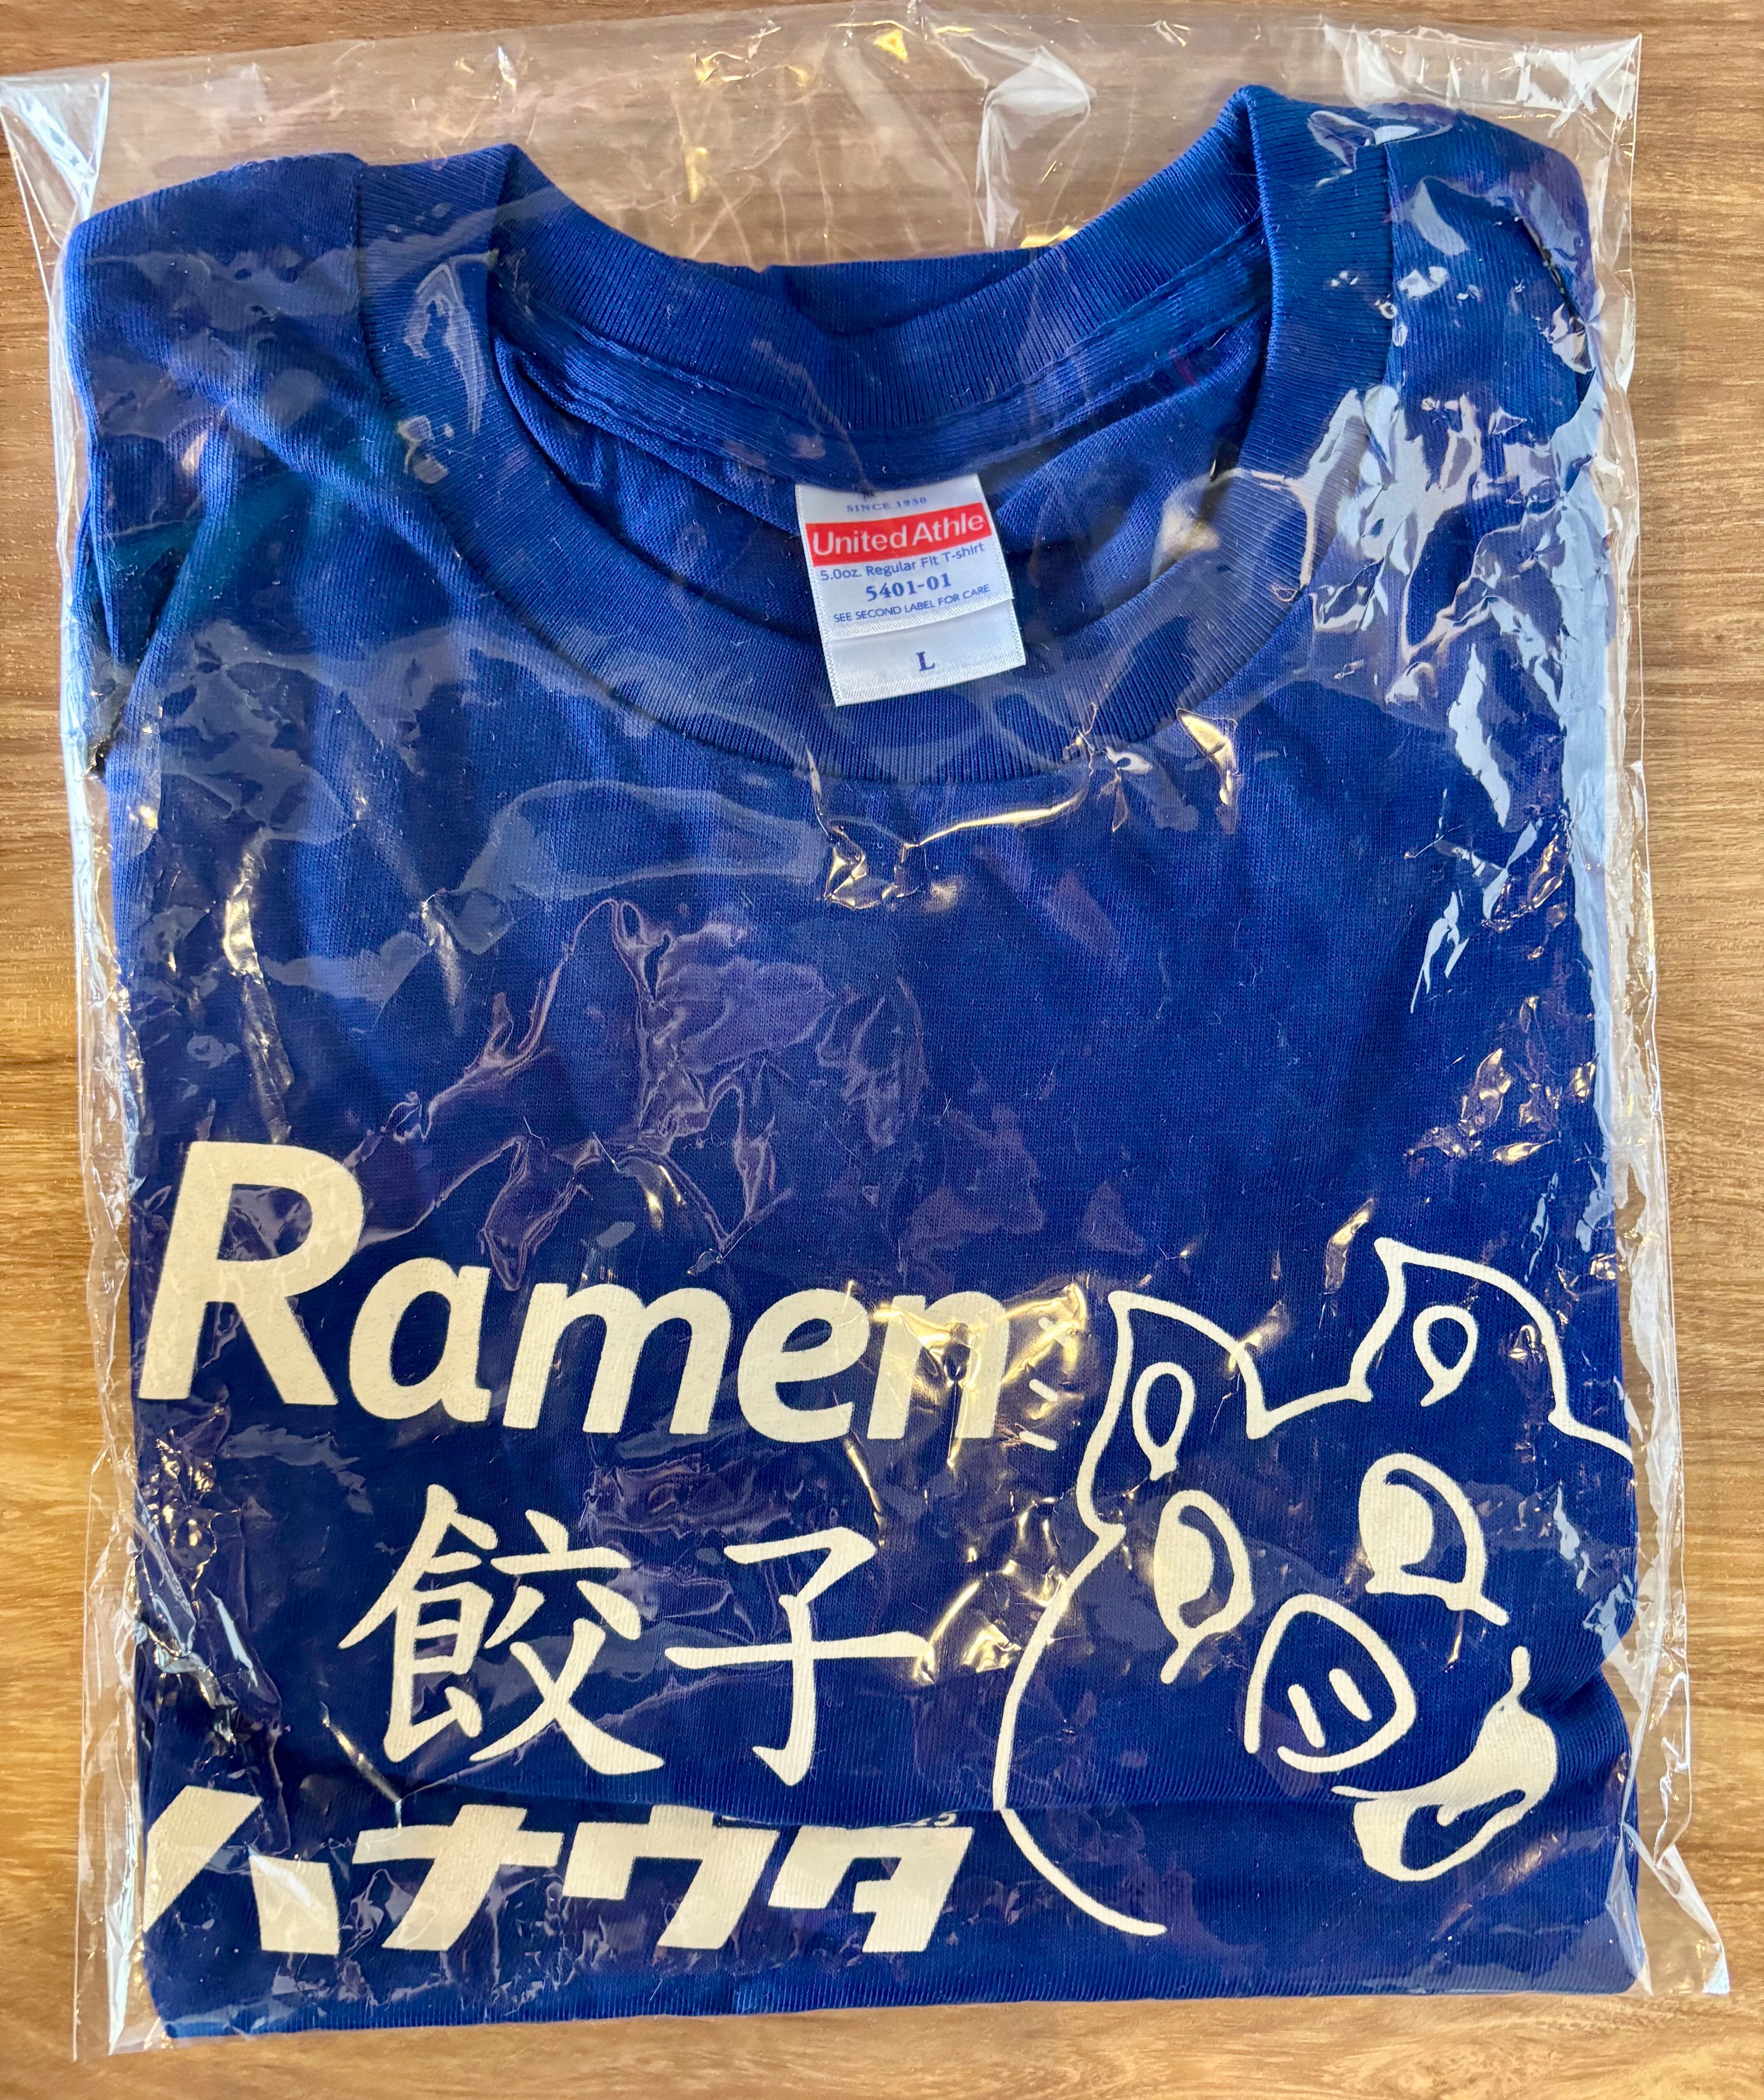 SINCE 1930
United Athle
5.0oz. Regular Fit T-shirt
5401-01
SEE SECOND LABEL FOR CARE
L
Ramen
餃子
ハナウタ